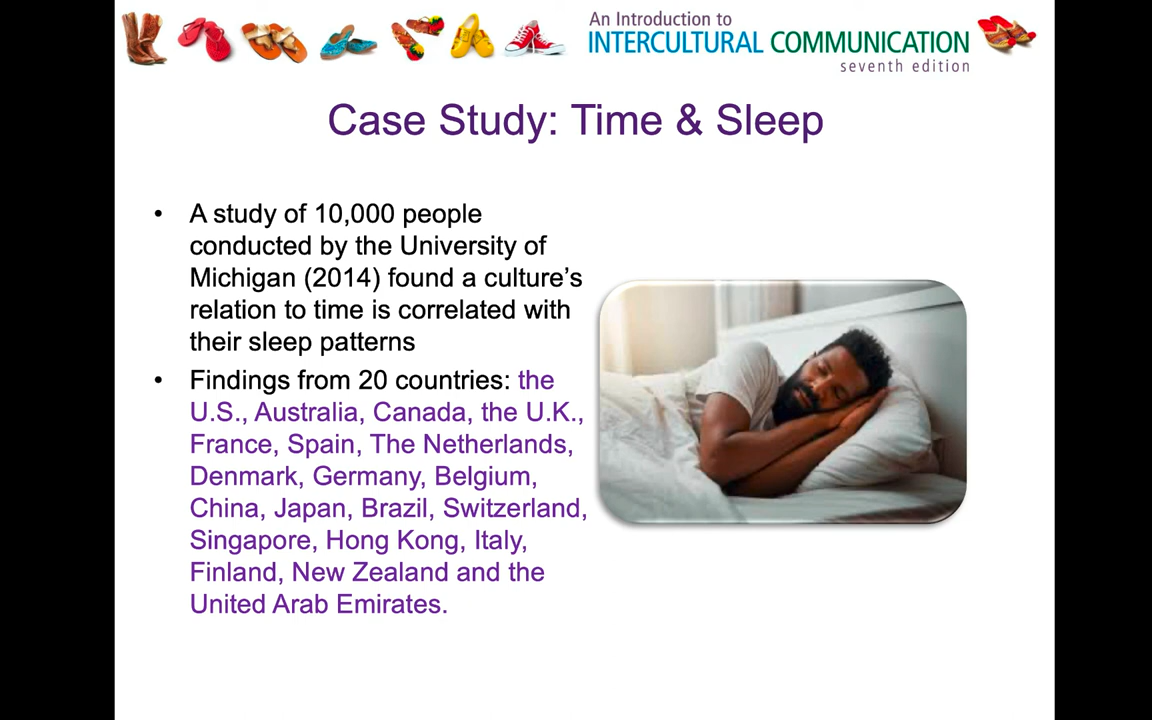 An Introduction to
INTERCULTURAL COMMUNICATION
seventh edition
Case Study: Time & Sleep
• A study of 10,000 people
conducted by the University of
Michigan (2014) found a culture’s
relation to time is correlated with
their sleep patterns
• Findings from 20 countries: the
U.S., Australia, Canada, the U.K.,
France, Spain, The Netherlands,
Denmark, Germany, Belgium,
China, Japan, Brazil, Switzerland,
Singapore, Hong Kong, Italy,
Finland, New Zealand and the
United Arab Emirates.